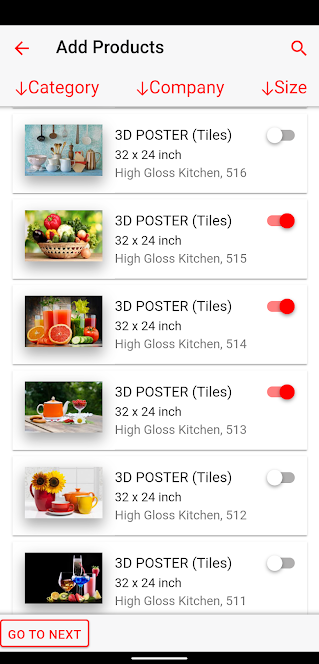 Add Products
↓Category ↓Company ↓Size
3D POSTER (Tiles)
32 x 24 inch
High Gloss Kitchen, 516
3D POSTER (Tiles)
32 x 24 inch
High Gloss Kitchen, 515
3D POSTER (Tiles)
32 x 24 inch
High Gloss Kitchen, 514
3D POSTER (Tiles)
32 x 24 inch
High Gloss Kitchen, 513
3D POSTER (Tiles)
32 x 24 inch
High Gloss Kitchen, 512
3D POSTER (Tiles)
32 x 24 inch
High Gloss Kitchen, 511
GO TO NEXT